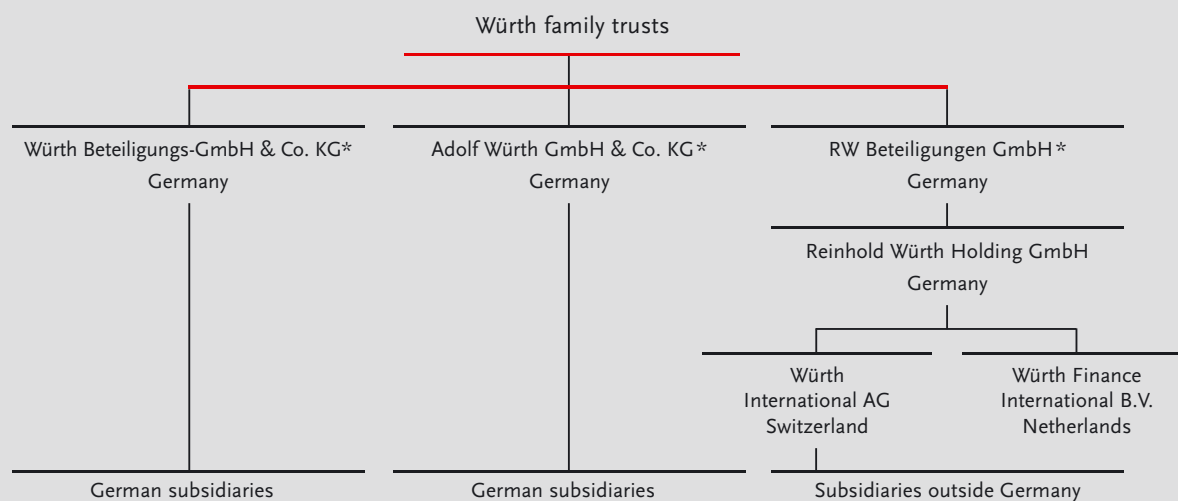 Würth family trusts
Würth Beteiligungs-GmbH & Co. KG*
Germany
Adolf Würth GmbH & Co. KG*
Germany
RW Beteiligungen GmbH*
Germany
Reinhold Würth Holding GmbH
Germany
Würth
International AG
Switzerland
Würth Finance
International B.V.
Netherlands
German subsidiaries
German subsidiaries
Subsidiaries outside Germany